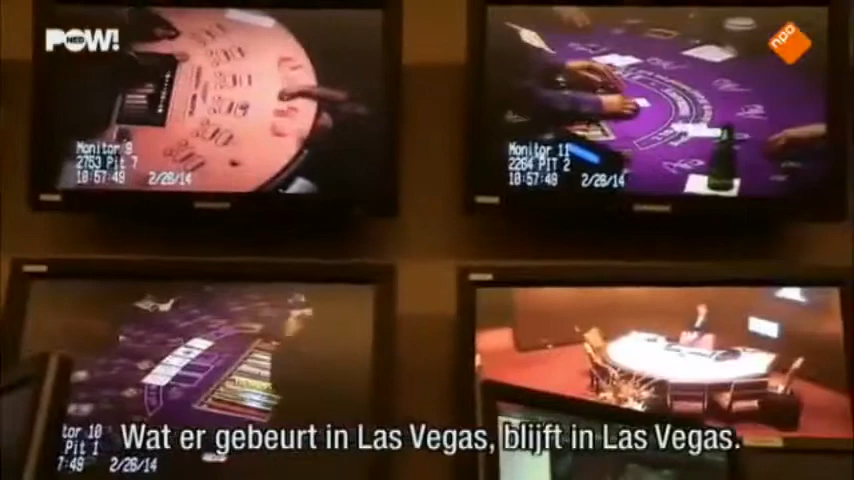 POW!
NED
npo
Monitor 9
2753 Pit 7
10:57:49 2/26/14
Monitor 11
2264 PIT 2
10:57:49 2/26/14
tor 10
Pit 1
7:49 2/26/14
Wat er gebeurt in Las Vegas, blijft in Las Vegas.